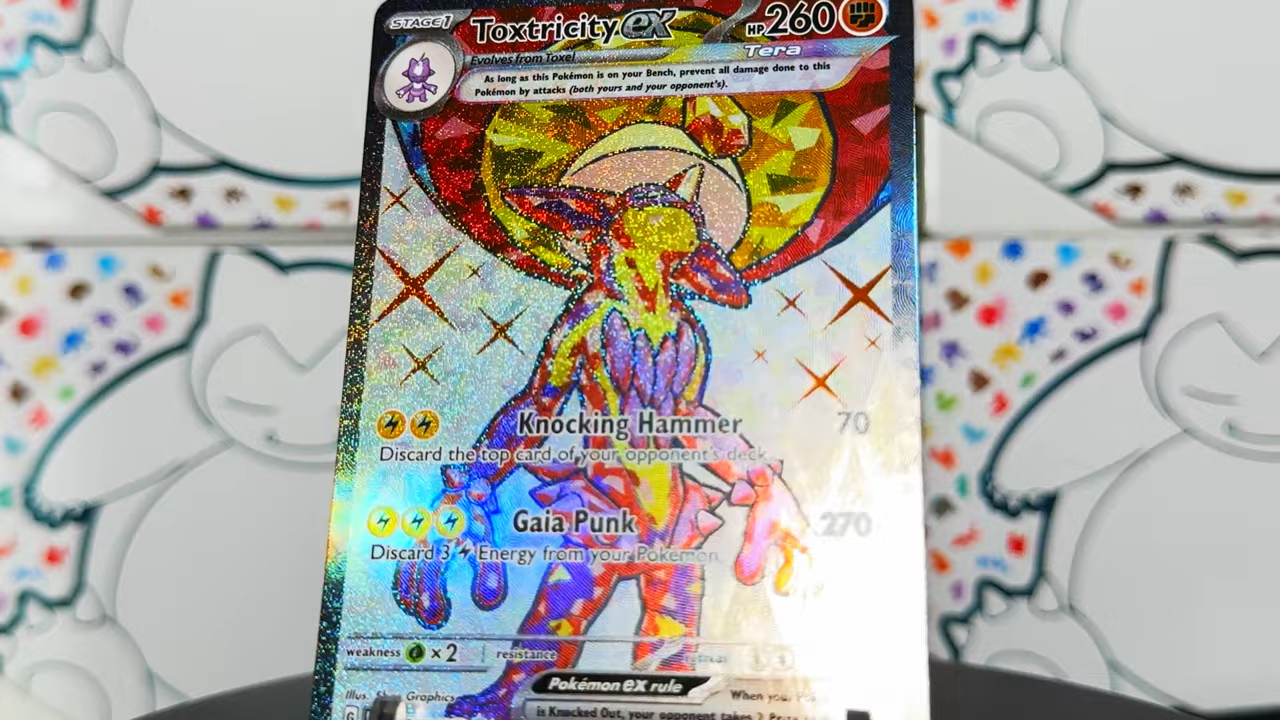 STAGE1 Toxtricity ex HP 260
Evolves from Toxel Tera
As long as this Pokémon is on your Bench, prevent all damage done to this
Pokémon by attacks (both yours and your opponent's).
Knocking Hammer 70
Discard the top card of your opponent's deck.
Gaia Punk 270
Discard 3 Energy from your Pokémon
weakness ×2 resistance retreat
Illus. Graphics Pokémon ex rule When your
G is Knocked Out, your opponent takes 2